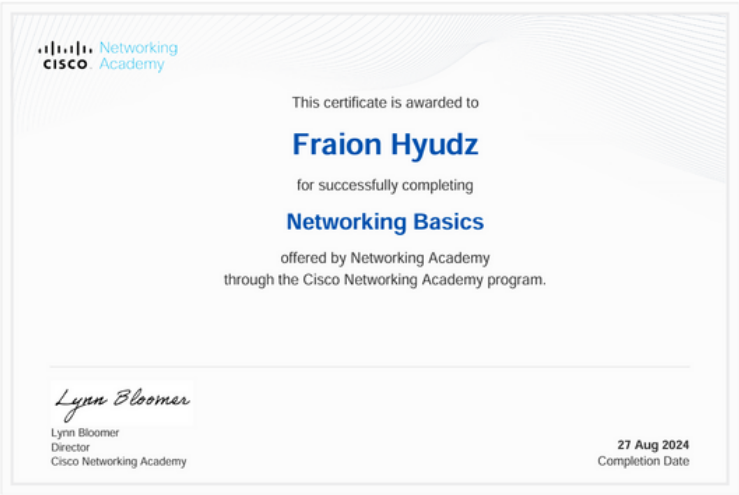 Networking
CISCO. Academy
This certificate is awarded to
Fraion Hyudz
for successfully completing
Networking Basics
offered by Networking Academy
through the Cisco Networking Academy program.
Lynn Bloomer
Lynn Bloomer
Director
Cisco Networking Academy
27 Aug 2024
Completion Date